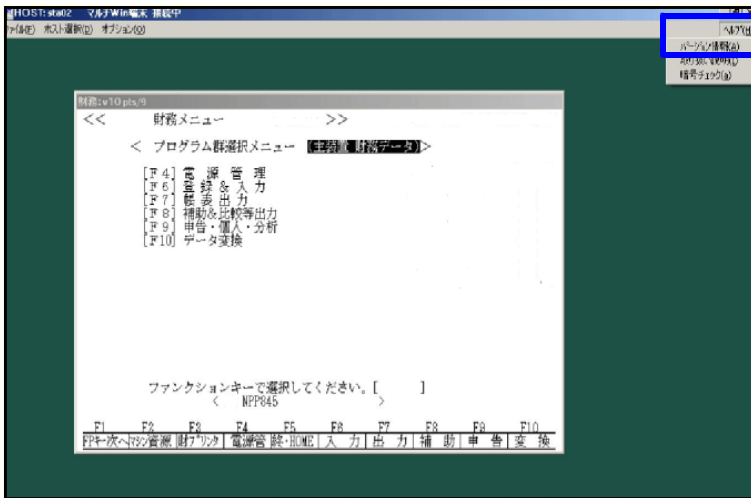 HOST: sta02 マルチWin端末 接続中
ファイル(F) ホスト選択(D) オプション(O) ヘルプ(H)
バージョン情報(A)
取り扱い説明(L)
暗号チェック(g)
財務:v10 pts/9
<< 財務メニュー >>
< プログラム群選択メニュー [主装置 財務データ]>
[F 4] 電 源 管 理
[F 6] 登 録 & 入 力
[F 7] 帳 表 出 力
[F 8] 補助&比較等出力
[F 9] 申告・個人・分析
[F10] データ変換
ファンクションキーで選択してください。[ ]
< NPP845 >
F1 F2 F3 F4 F5 F6 F7 F8 F9 F10
FPキー次へ マシン資源 財プリンタ 電源管 終・HOME 入 力 出 力 補 助 申 告 変 換